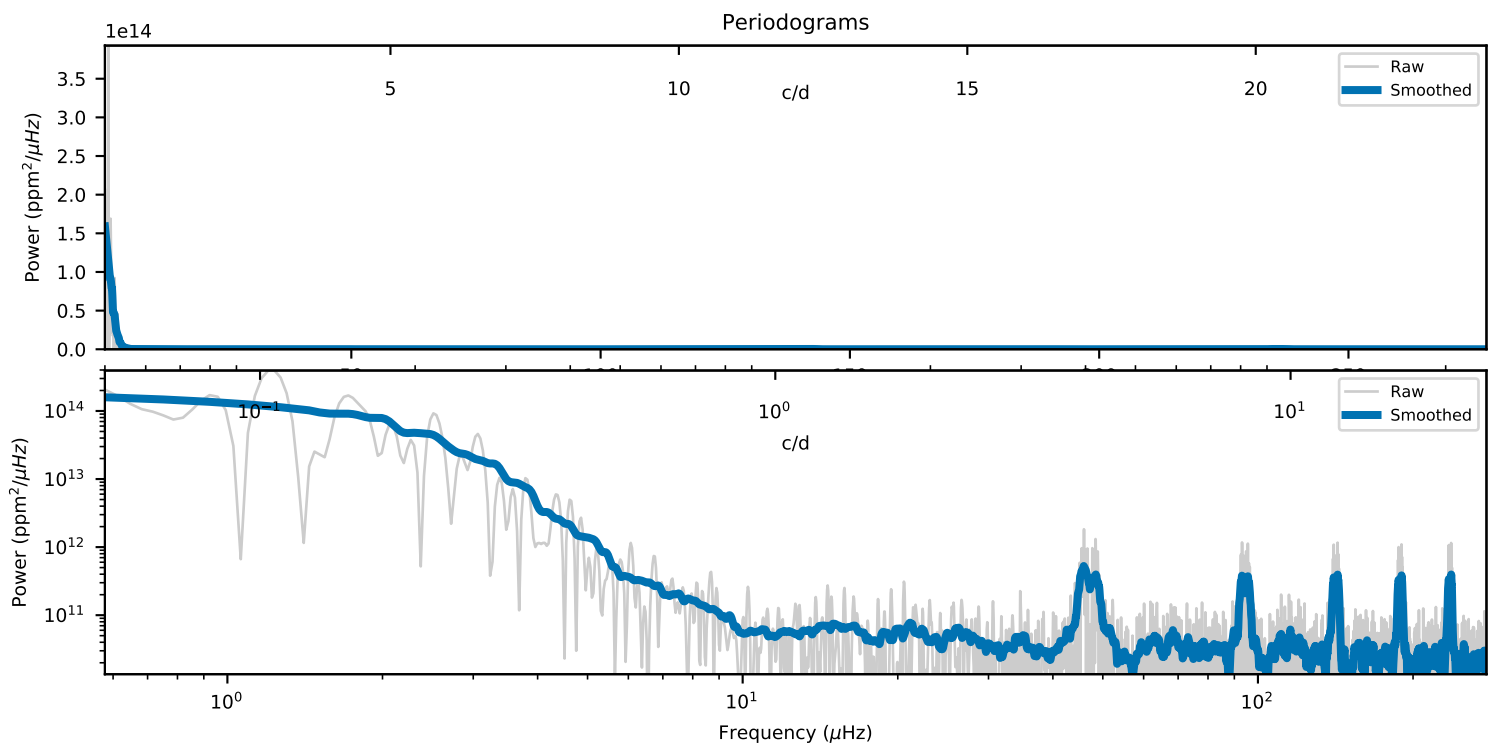 Periodograms
1e14
3.5
3.0
2.5
2.0
1.5
1.0
0.5
0.0
Power (ppm²/μHz)
5 10 15 20
c/d
Raw
Smoothed
10¹⁴
10¹³
10¹²
10¹¹
Power (ppm²/μHz)
10⁻¹ 10⁰ 10¹
c/d
Raw
Smoothed
10⁰ 10¹ 10²
Frequency (μHz)